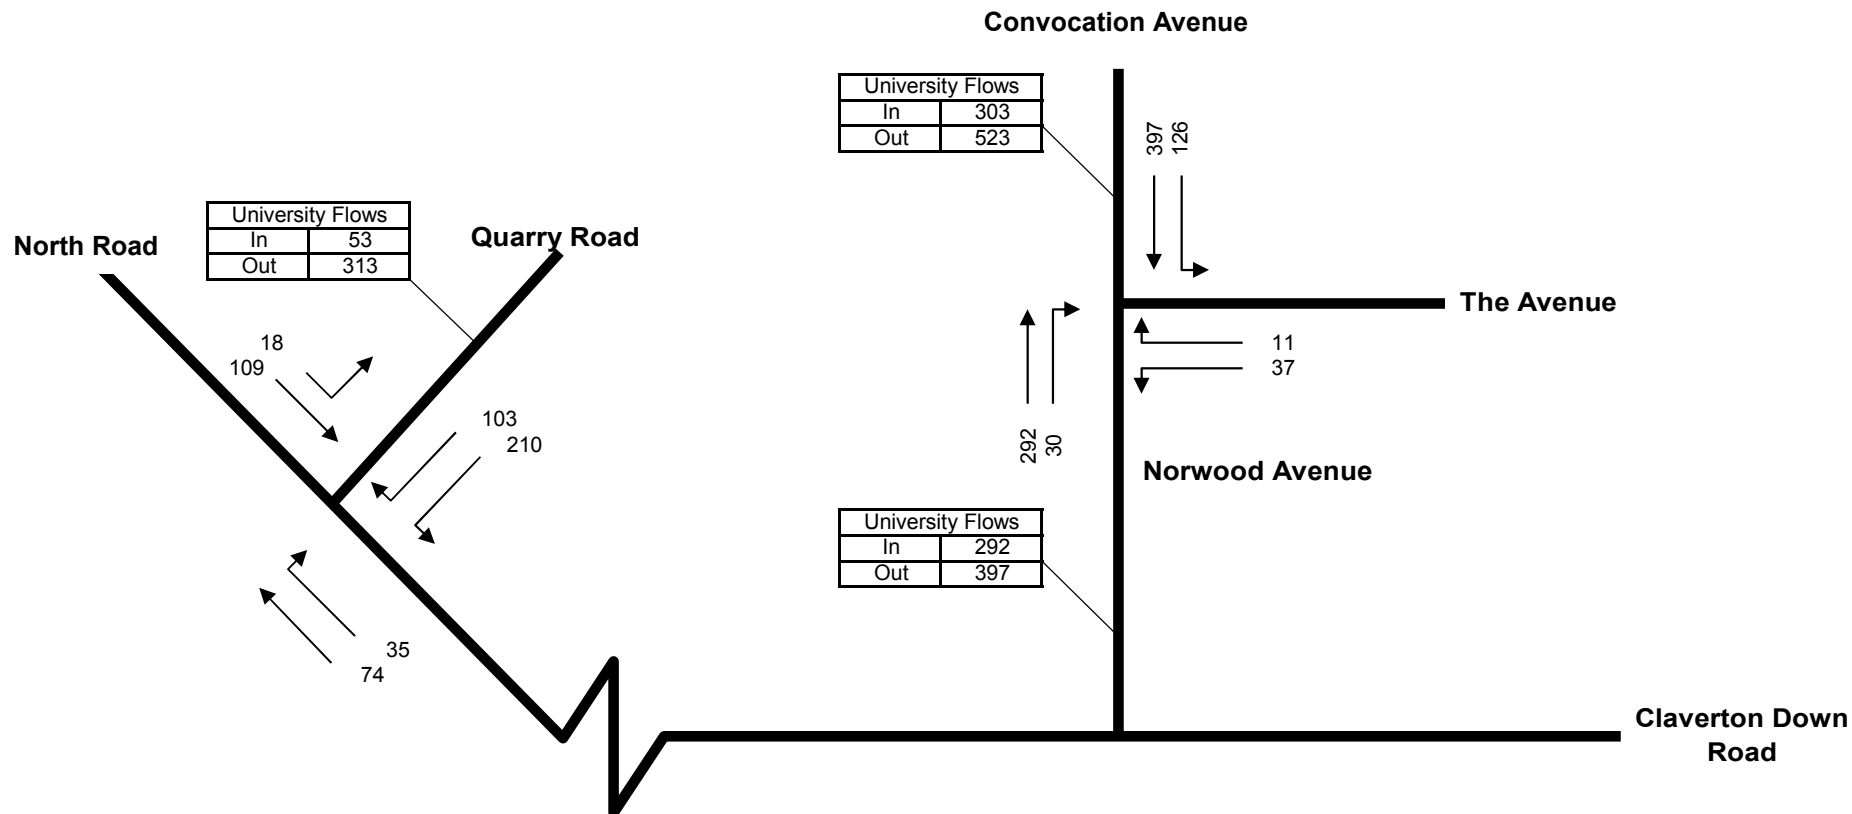 Convocation Avenue
University Flows
In 303
Out 523
397
126
University Flows
In 53
Out 313
North Road
Quarry Road
The Avenue
18
109
11
37
103
210
292
30
Norwood Avenue
University Flows
In 292
Out 397
35
74
Claverton Down
Road